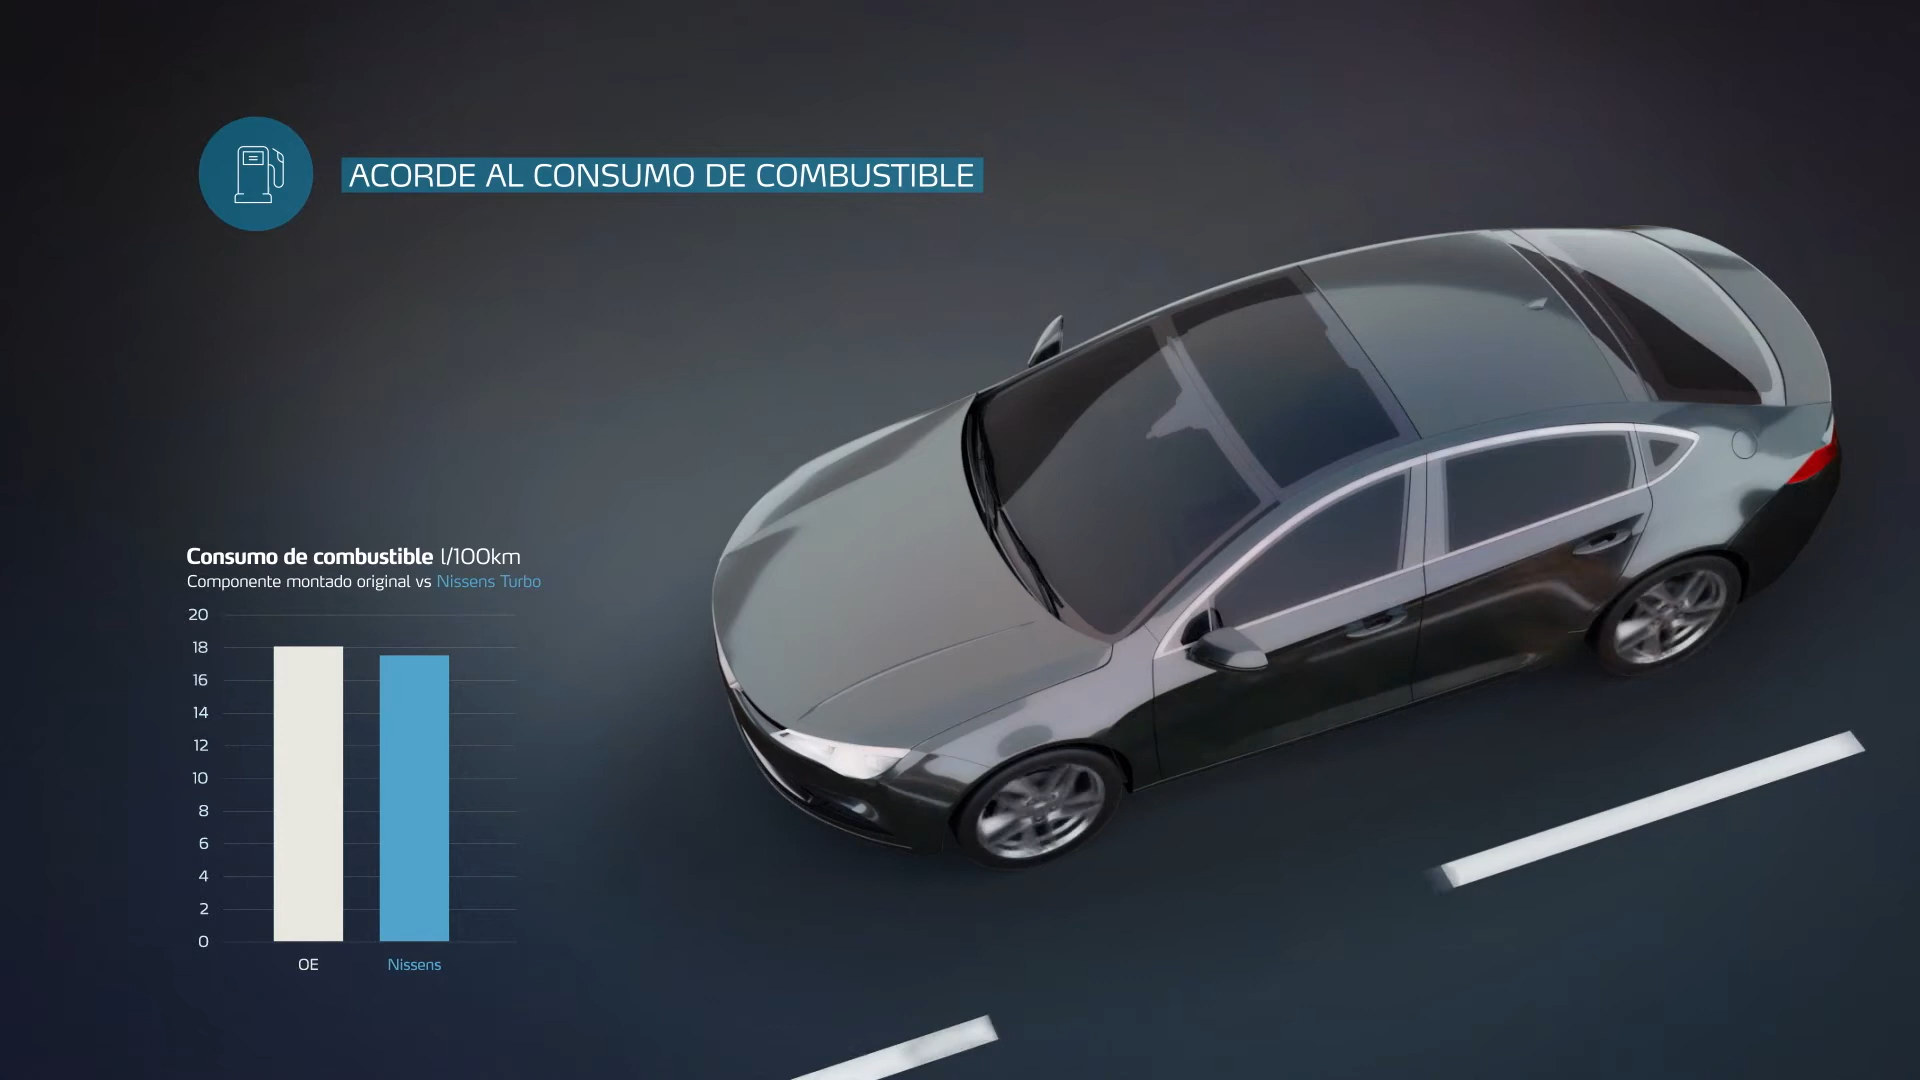 ACORDE AL CONSUMO DE COMBUSTIBLE
Consumo de combustible l/100km
Componente montado original vs Nissens Turbo
20
18
16
14
12
10
8
6
4
2
0
OE Nissens